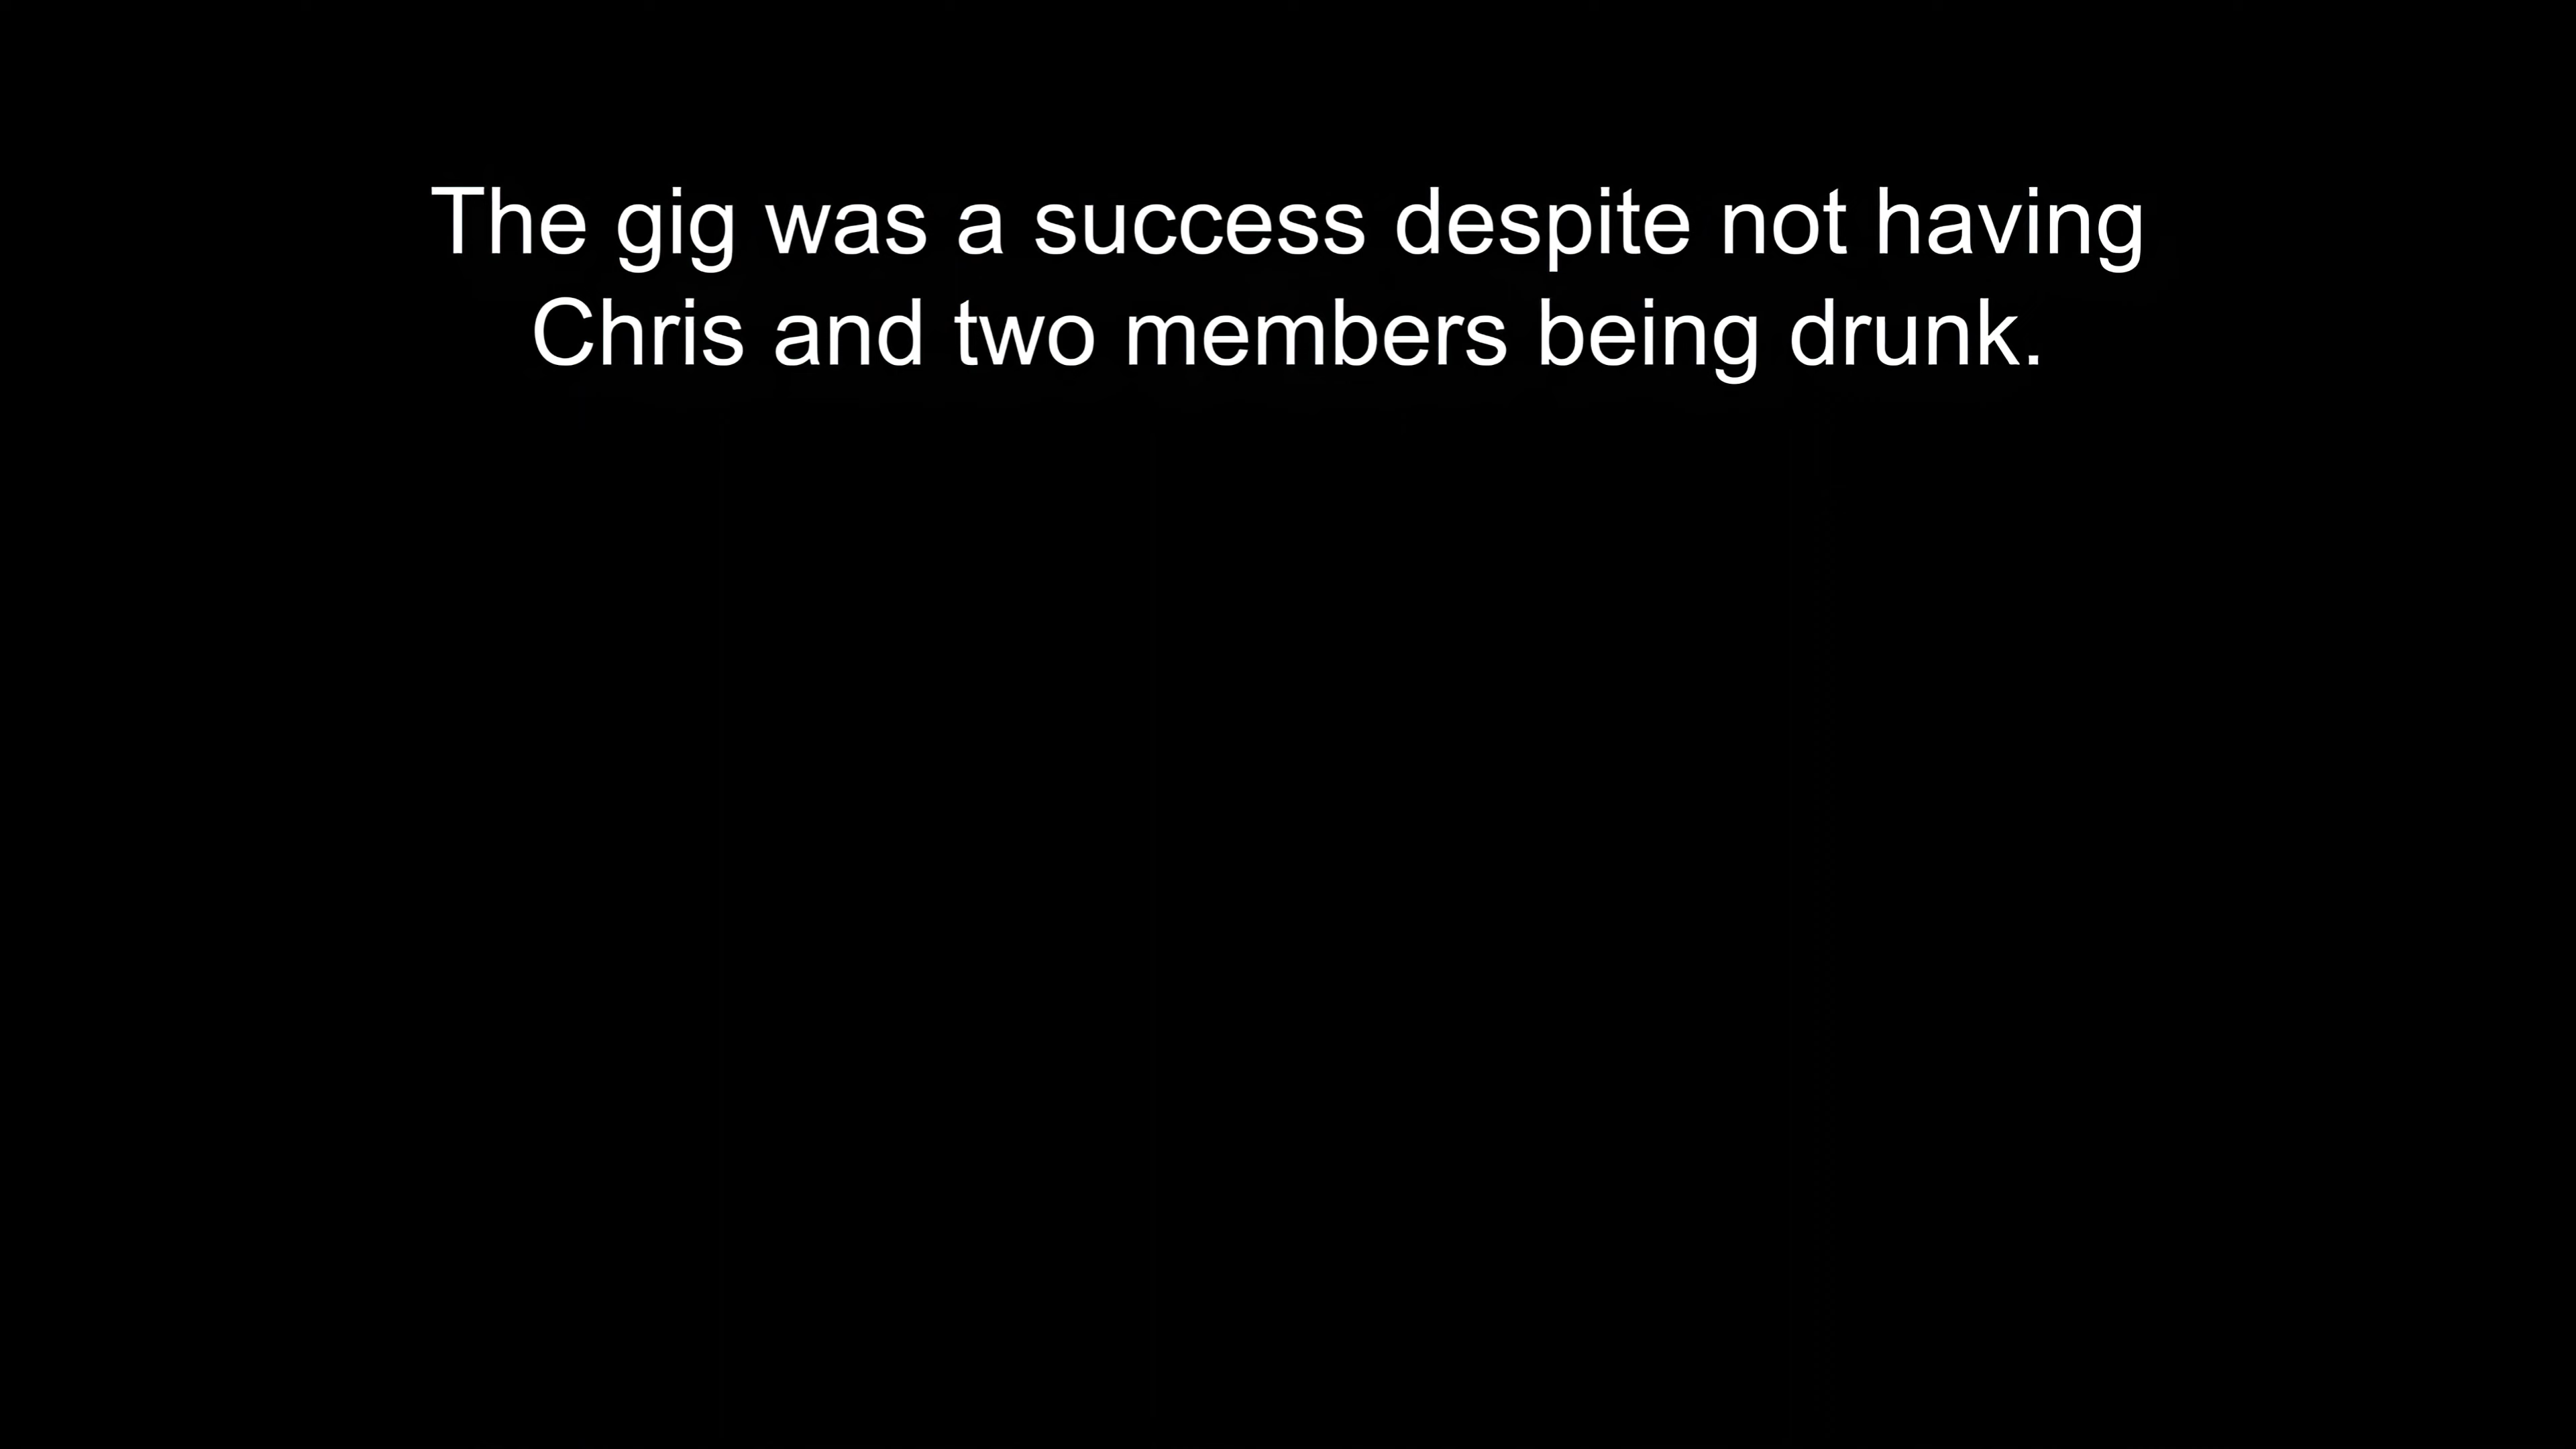 The gig was a success despite not having
Chris and two members being drunk.